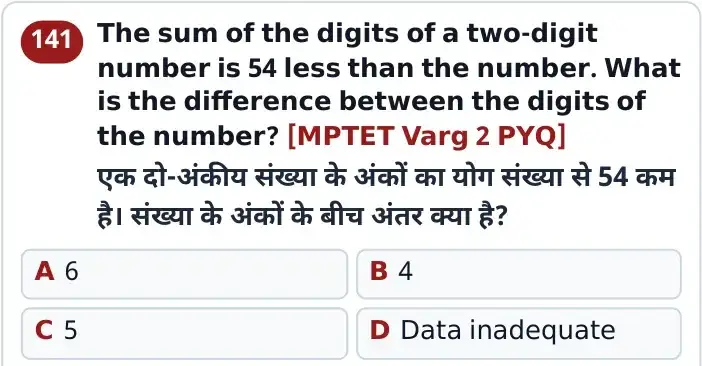 141 The sum of the digits of a two-digit
number is 54 less than the number. What
is the difference between the digits of
the number? [MPTET Varg 2 PYQ]
एक दो-अंकीय संख्या के अंकों का योग संख्या से 54 कम
है। संख्या के अंकों के बीच अंतर क्या है?
A 6
B 4
C 5
D Data inadequate